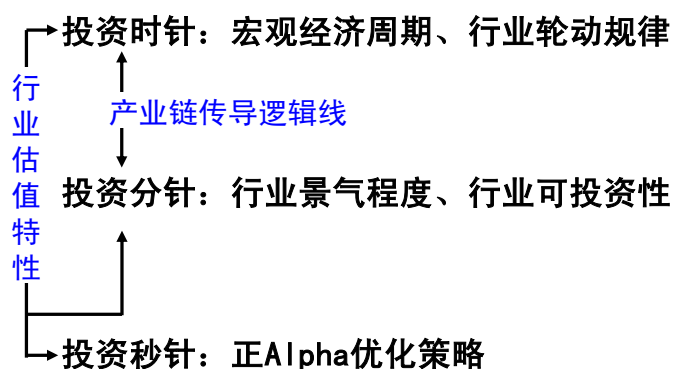 投资时针：宏观经济周期、行业轮动规律
行业估值特性
产业链传导逻辑线
投资分针：行业景气程度、行业可投资性
投资秒针：正Alpha优化策略